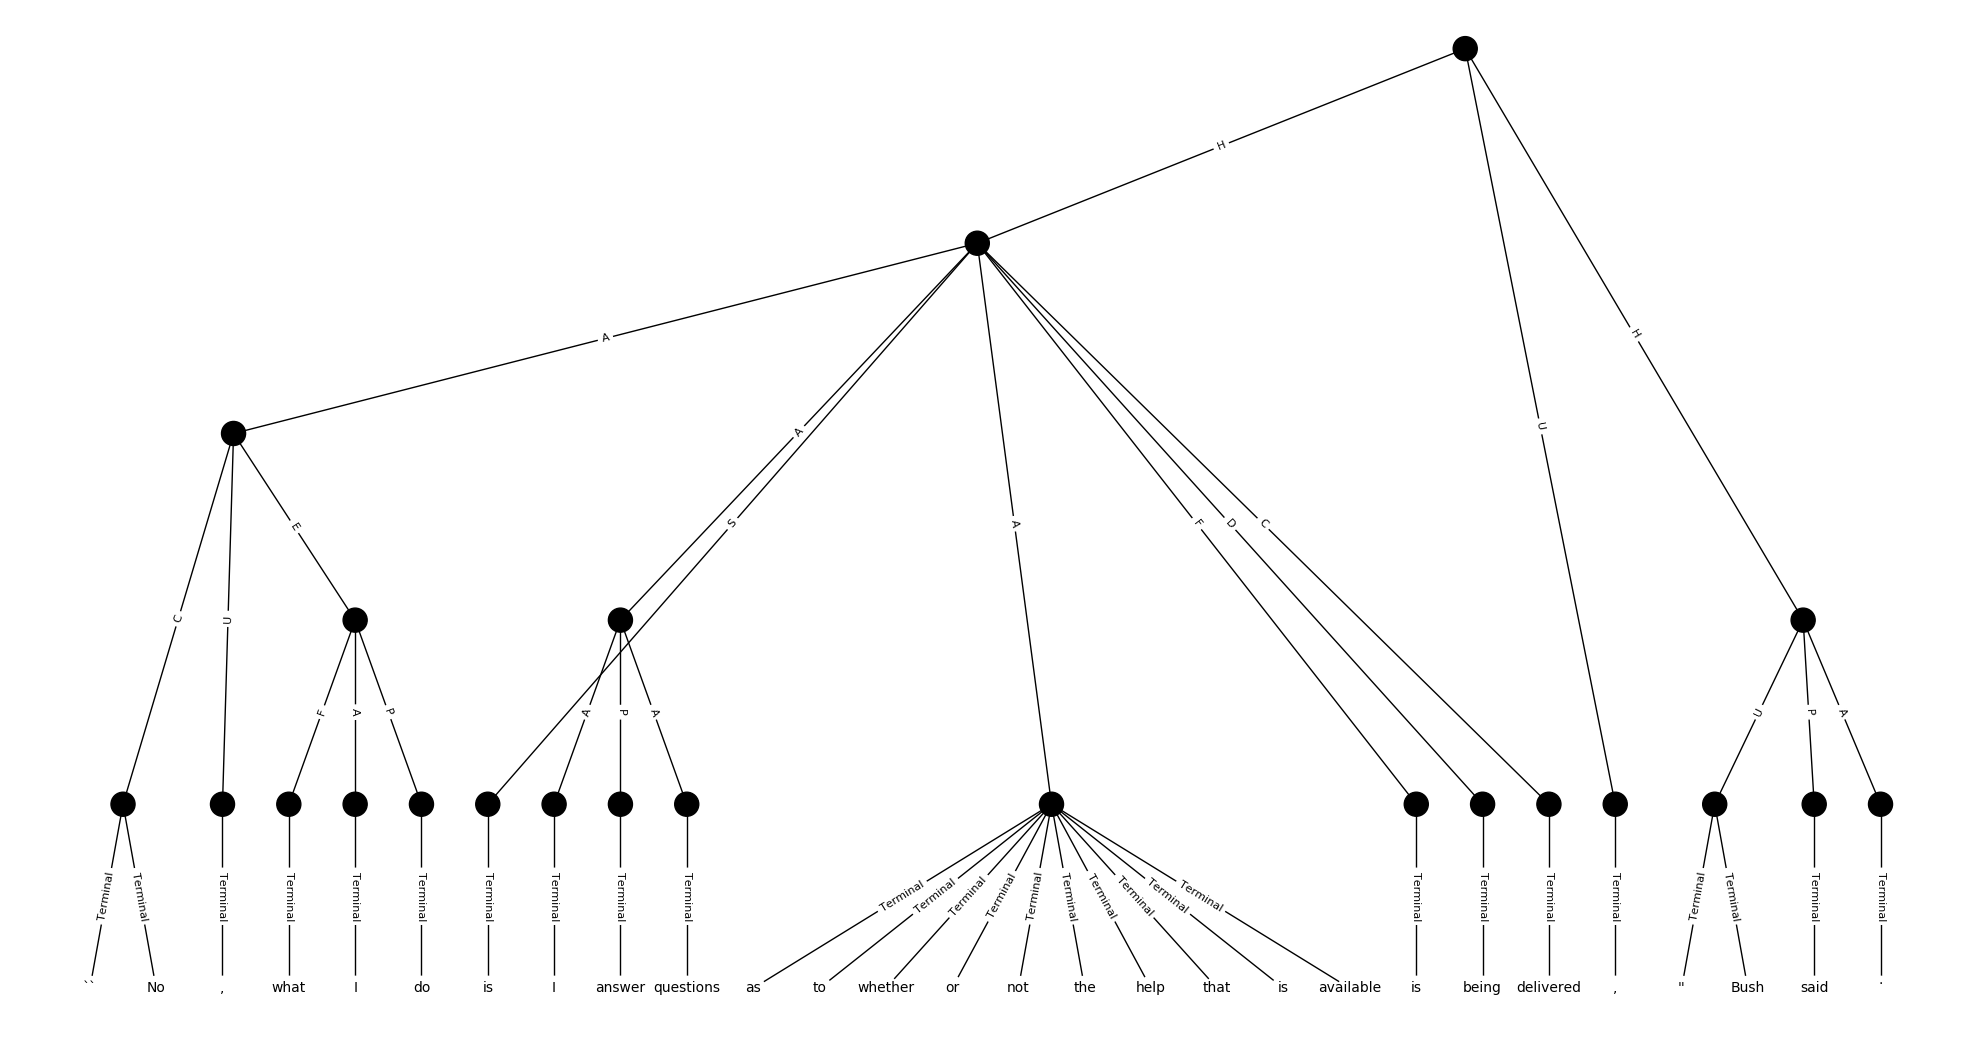 H
A
A
S
A
F
D
C
U
H
C
U
E
F
A
P
A
P
A
U
P
A
Terminal Terminal Terminal Terminal Terminal Terminal Terminal Terminal Terminal Terminal Terminal Terminal Terminal Terminal Terminal Terminal Terminal Terminal Terminal Terminal Terminal Terminal Terminal Terminal Terminal Terminal Terminal Terminal
`` No , what I do is I answer questions as to whether or not the help that is available is being delivered , " Bush said .